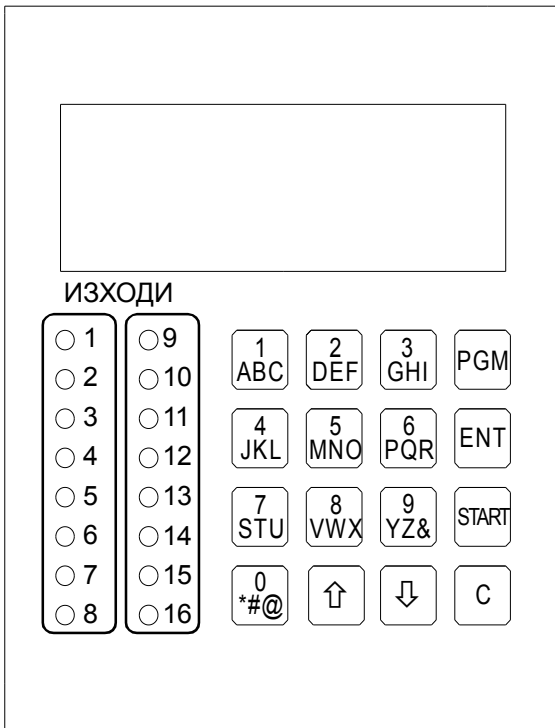 ИЗХОДИ
1
2
3
4
5
6
7
8
9
10
11
12
13
14
15
16
1
ABC
2
DEF
3
GHI
PGM
4
JKL
5
MNO
6
PQR
ENT
7
STU
8
VWX
9
YZ&
START
0
*#@
⇧
⇩
C